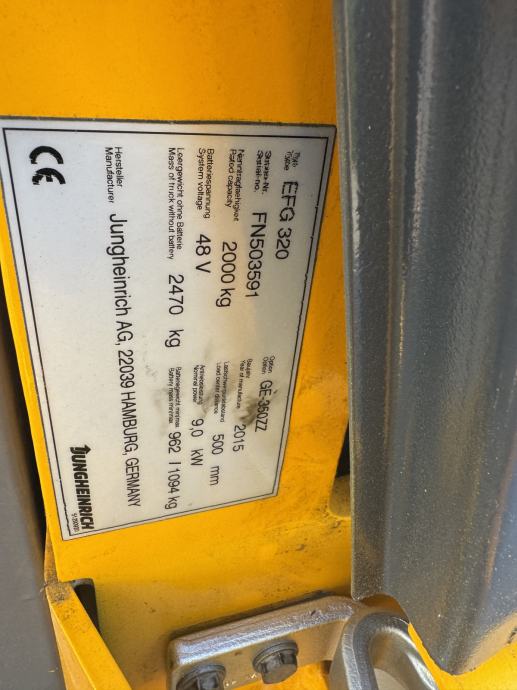 Typ
Type EFG 320
Option
Option GE-350ZZ
Serien-Nr.
Serial-no. FN503591
Baujahr
Year of manufacture 2015
Nenntragfaehigkeit
Rated capacity 2000 kg
Lastschwerpunktabstand
Load center distance 500 mm
Batteriespannung
System voltage 48 V
Antriebsleistung
Nominal power 9,0 kW
Leergewicht ohne Batterie
Mass of truck without battery 2470 kg
Batteriegewicht min/max
Battery mass min/max 962 / 1094 kg
Hersteller
Manufacturer Jungheinrich AG, 22039 HAMBURG, GERMANY
CE
JUNGHEINRICH